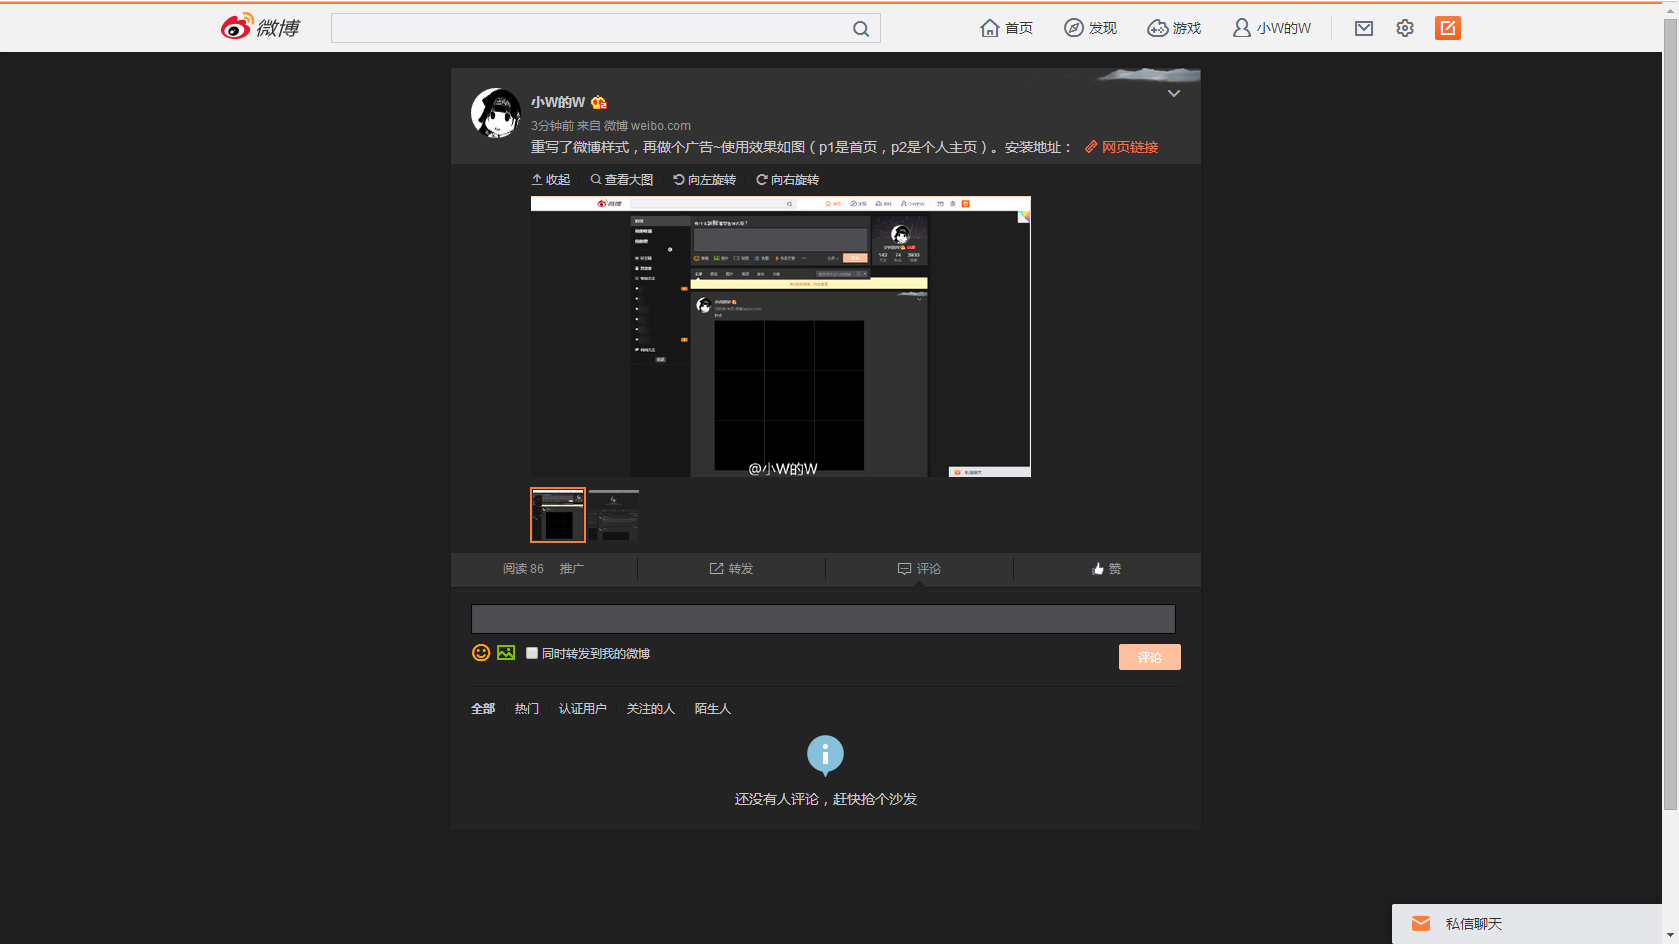 微博
首页
发现
游戏
小W的W
小W的W
3分钟前 来自 微博 weibo.com
重写了微博样式，再做个广告~使用效果如图（p1是首页，p2是个人主页）。安装地址： 网页链接
收起
查看大图
向左旋转
向右旋转
@小W的W
阅读 86 推广
转发
评论
赞
同时转发到我的微博
评论
全部 热门 认证用户 关注的人 陌生人
还没有人评论，赶快抢个沙发
私信聊天